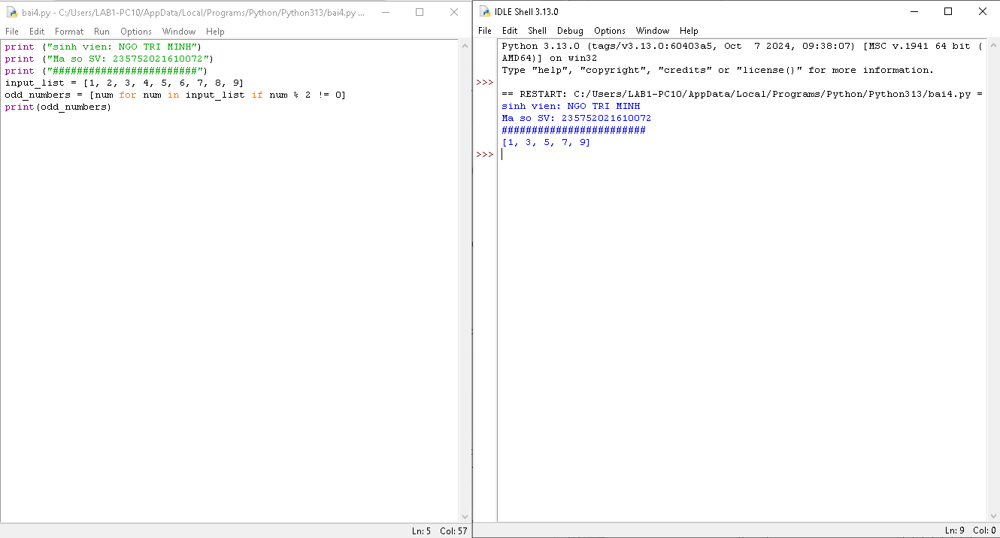 bai4.py - C:/Users/LAB1-PC10/AppData/Local/Programs/Python/Python313/bai4.py ...
File Edit Format Run Options Window Help
print ("sinh vien: NGO TRI MINH")
print ("Ma so SV: 235752021610072")
print ("########################")
input_list = [1, 2, 3, 4, 5, 6, 7, 8, 9]
odd_numbers = [num for num in input_list if num % 2 != 0]
print(odd_numbers)
Ln: 5 Col: 57
IDLE Shell 3.13.0
File Edit Shell Debug Options Window Help
Python 3.13.0 (tags/v3.13.0:60403a5, Oct  7 2024, 09:38:07) [MSC v.1941 64 bit (
AMD64)] on win32
Type "help", "copyright", "credits" or "license()" for more information.
>>>
== RESTART: C:/Users/LAB1-PC10/AppData/Local/Programs/Python/Python313/bai4.py =
sinh vien: NGO TRI MINH
Ma so SV: 235752021610072
########################
[1, 3, 5, 7, 9]
>>>
Ln: 9 Col: 0